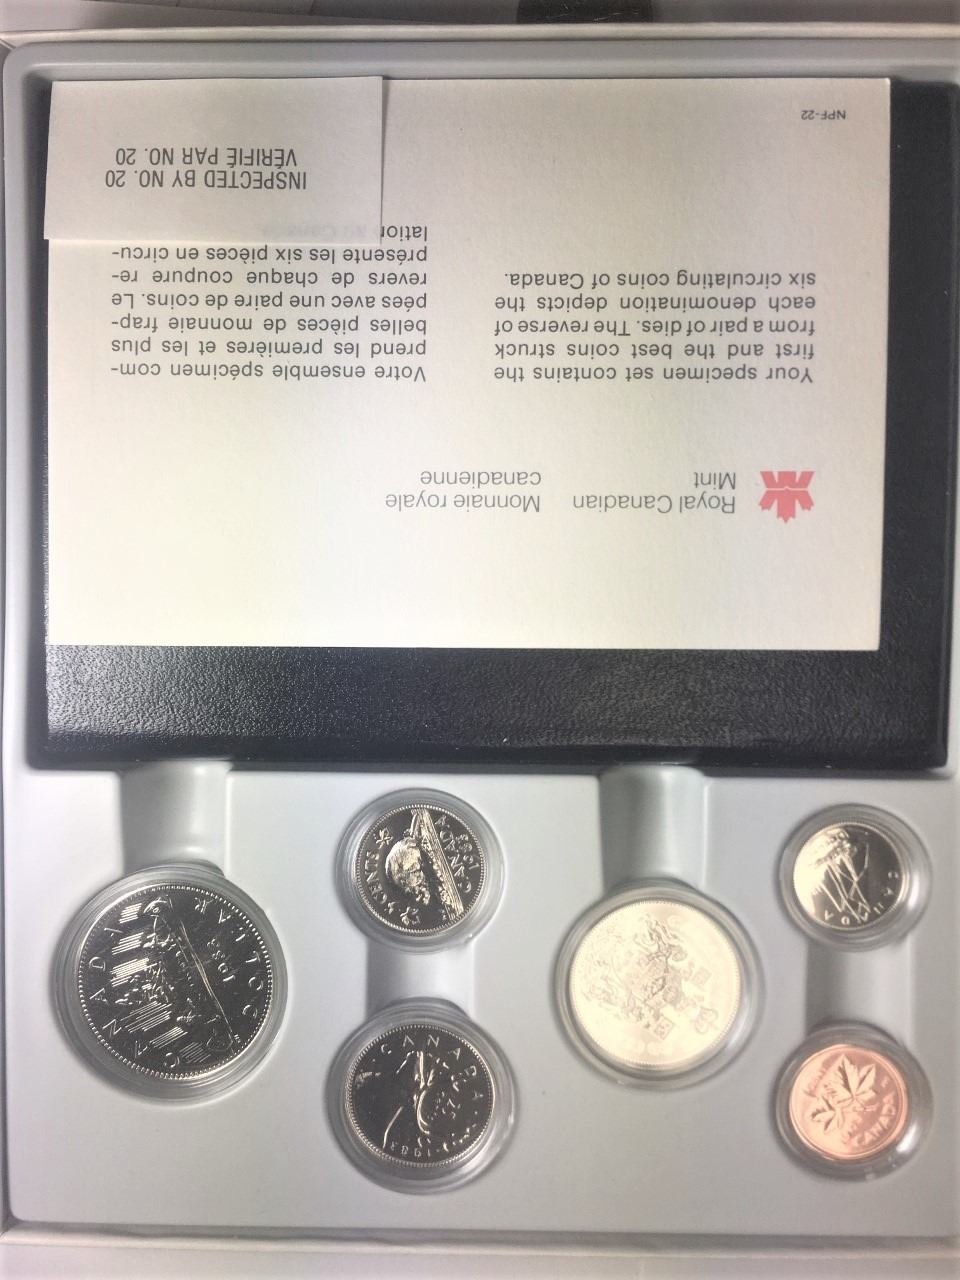 Royal Canadian
Mint
Monnaie royale
canadienne
Your specimen set contains the
first and the best coins struck
from a pair of dies. The reverse of
each denomination depicts the
six circulating coins of Canada.
Votre ensemble spécimen com-
prend les premières et les plus
belles pièces de monnaie frap-
pées avec une paire de coins. Le
revers de chaque coupure re-
présente les six pièces en circu-
lation au Canada
INSPECTED BY NO. 20
VÉRIFIÉ PAR NO. 20
NPF-22
CANADA
1983
DOLLAR
5 CENTS
CANADA
1983
CANADA
25
1983
CANADA
CANADA